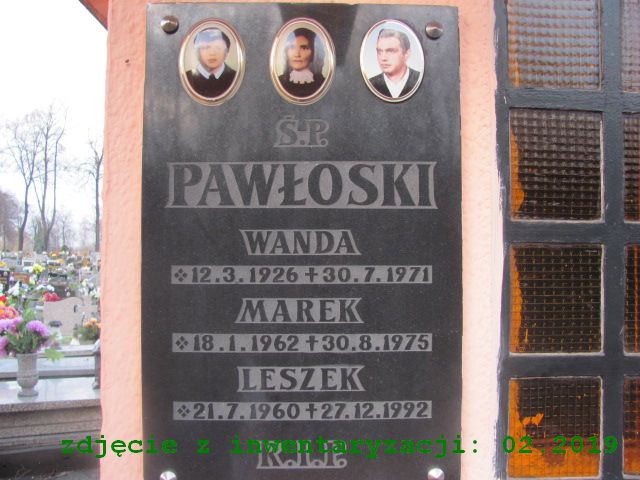 Ś.P.
PAWŁOSKI
WANDA
12.3.1926 + 30.7.1971
MAREK
18.1.1962 + 30.8.1975
LESZEK
21.7.1960 + 27.12.1992
R.I.P.
zdjęcie z inwentaryzacji: 02.2019